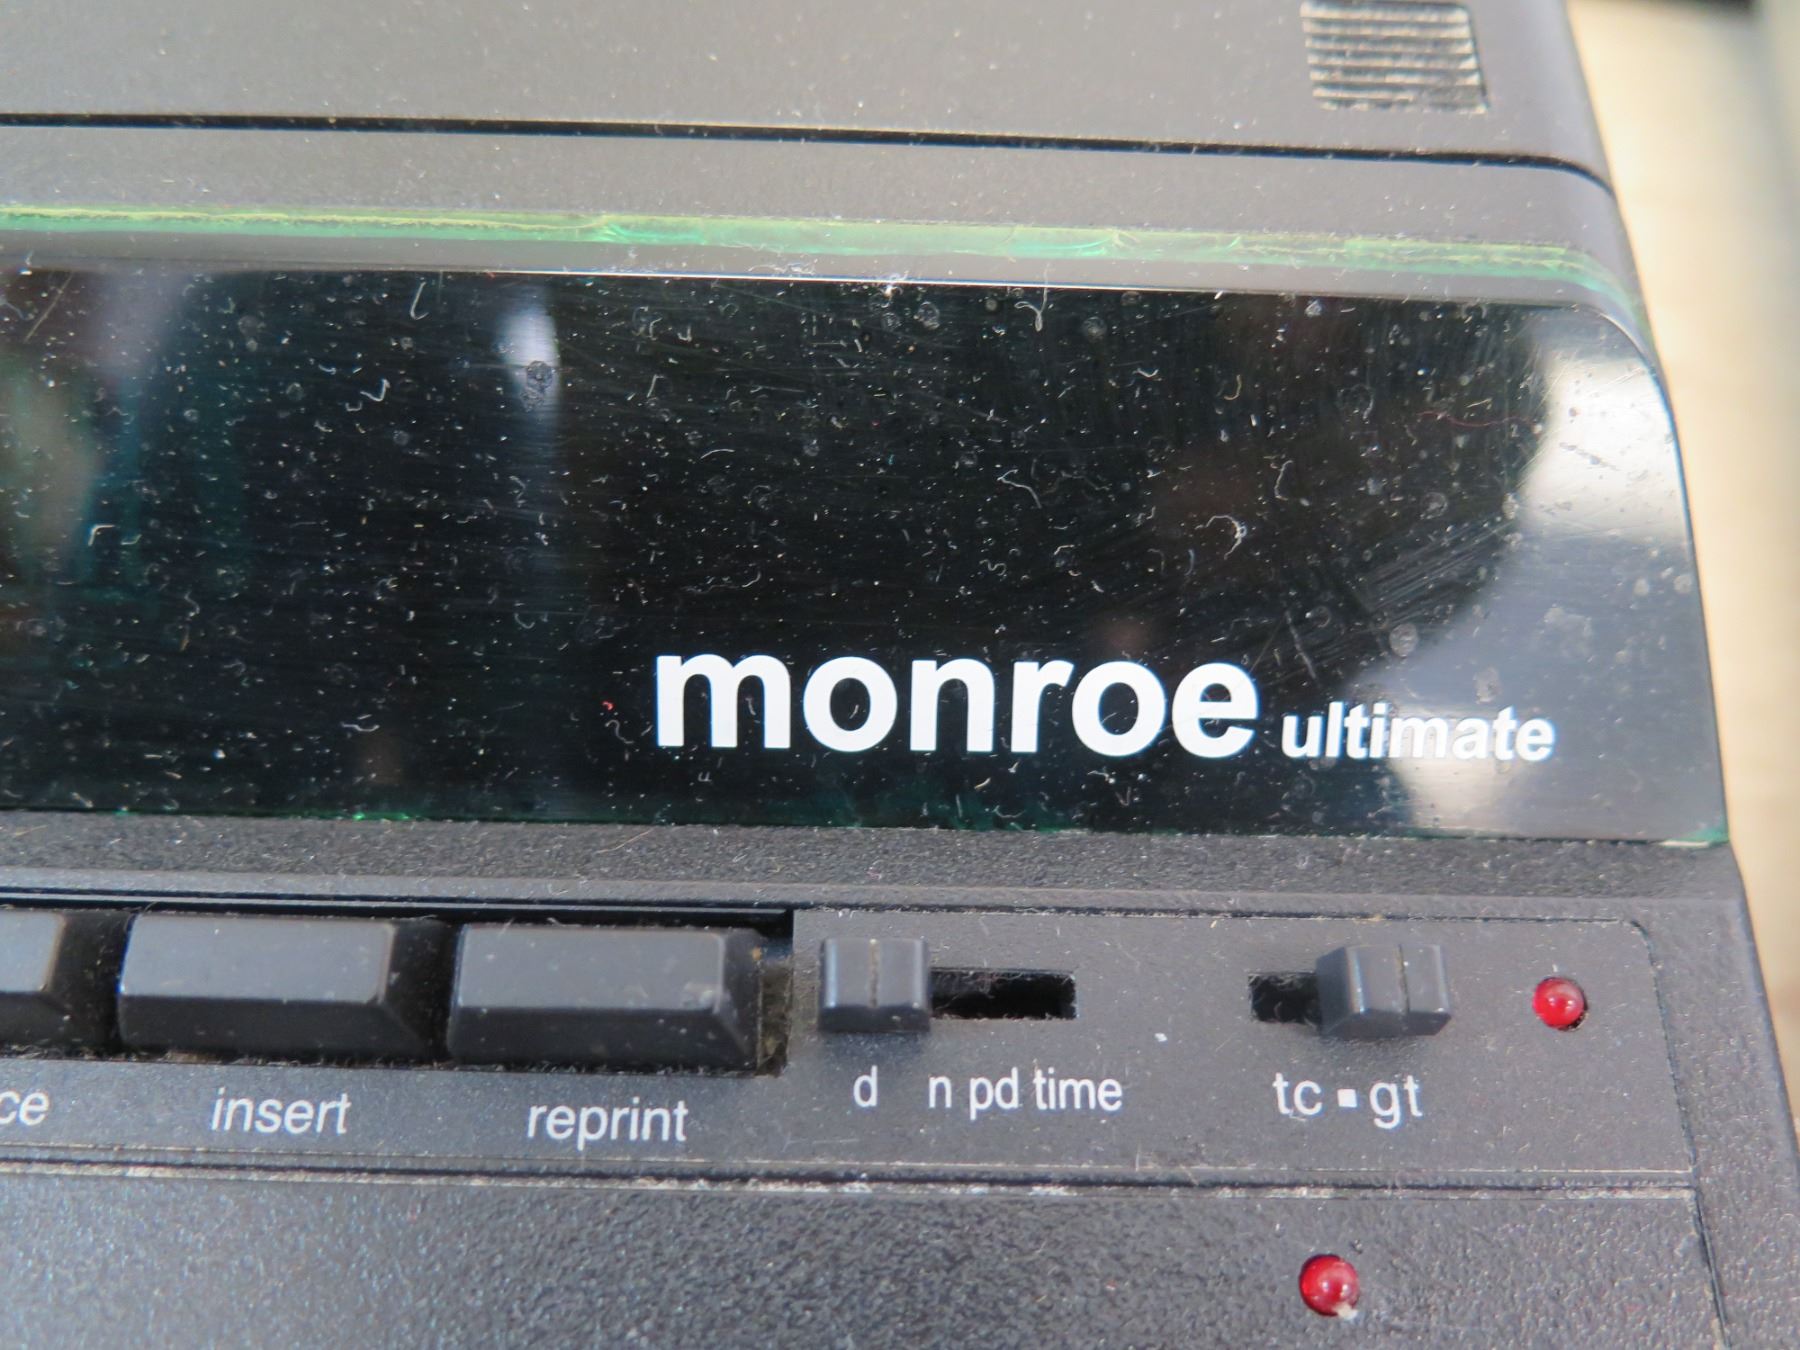 monroe ultimate
ce insert reprint d n pd time tc ▪ gt